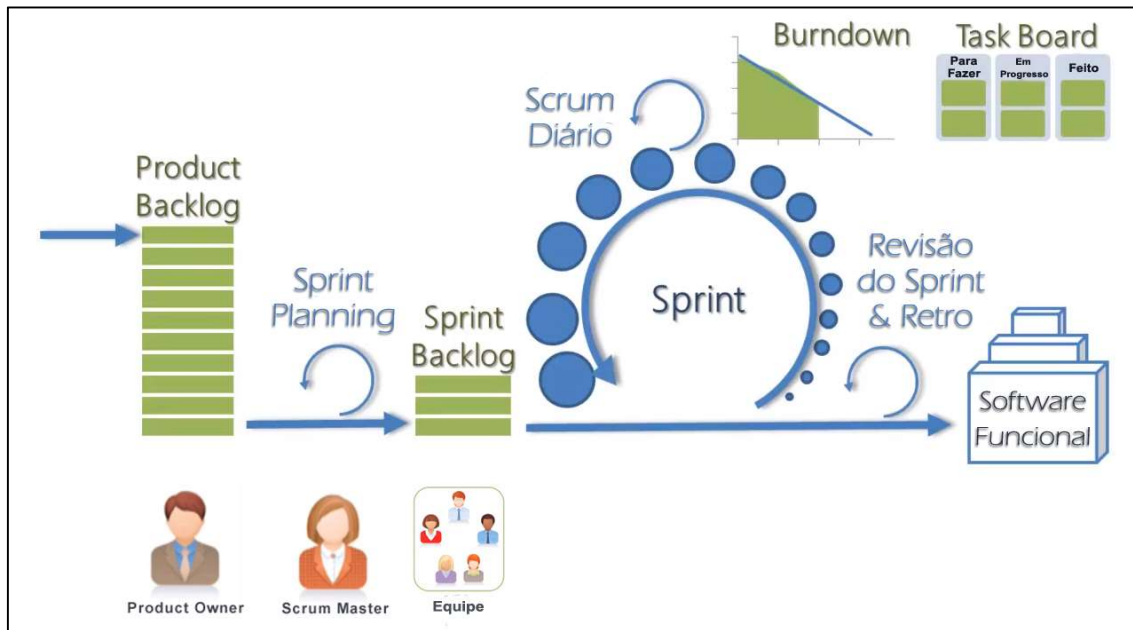 Burndown
Task Board
Para
Fazer
Em
Progresso
Feito
Scrum
Diário
Product
Backlog
Sprint
Planning
Sprint
Backlog
Sprint
Revisão
do Sprint
& Retro
Software
Funcional
Product Owner
Scrum Master
Equipe